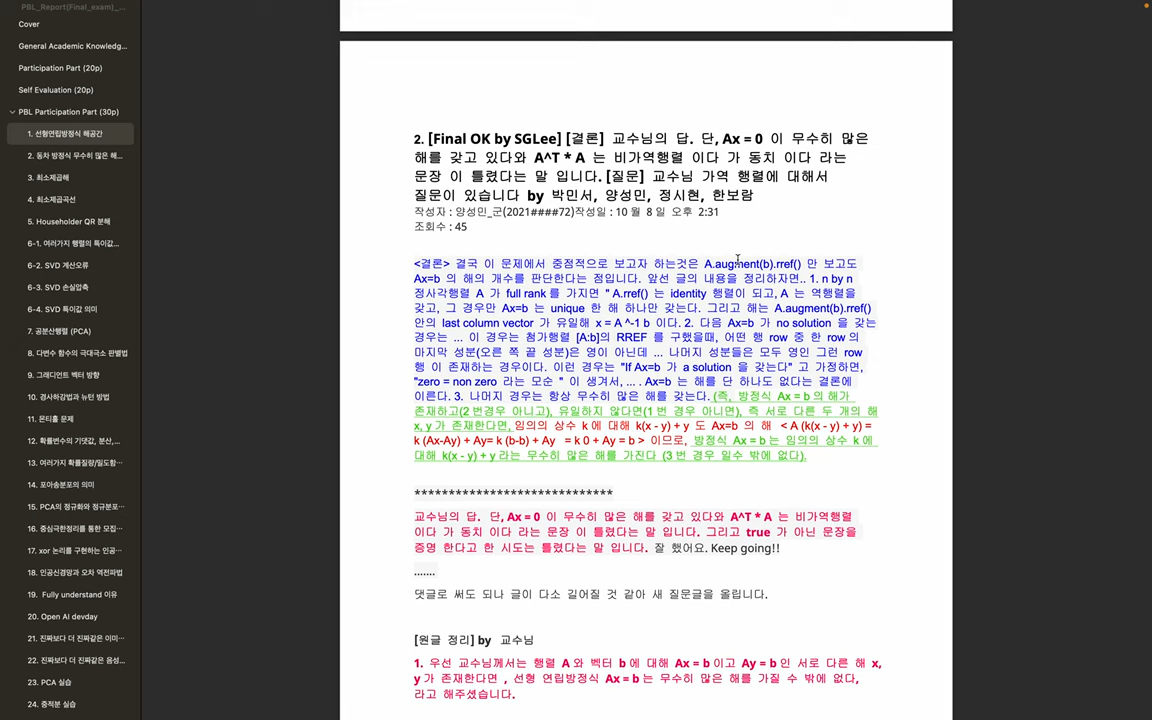 PBL_Report(Final_exam)_...
Cover
General Academic Knowledg...
Participation Part (20p)
Self Evaluation (20p)
PBL Participation Part (30p)
1. 선형연립방정식 해공간
2. 동차 방정식 무수히 많은 해...
3. 최소제곱해
4. 최소제곱곡선
5. Householder QR 분해
6-1. 여러가지 행렬의 특이값...
6-2. SVD 계산오류
6-3. SVD 손실압축
6-4. SVD 특이값 의미
7. 공분산행렬 (PCA)
8. 다변수 함수의 극대극소 판별법
9. 그래디언트 벡터 방향
10. 경사하강법과 뉴턴 방법
11. 몬티홀 문제
12. 확률변수의 기댓값, 분산,...
13. 여러가지 확률질량/밀도함...
14. 포아송분포의 의미
15. PCA의 정규화와 정규분포...
16. 중심극한정리를 통한 모집...
17. xor 논리를 구현하는 인공...
18. 인공신경망과 오차 역전파법
19. Fully understand 이유
20. Open AI devday
21. 진짜보다 더 진짜같은 이미...
22. 진짜보다 더 진짜같은 음성...
23. PCA 실습
24. 중적분 실습
2. [Final OK by SGLee] [결론] 교수님의 답. 단, Ax = 0 이 무수히 많은
해를 갖고 있다와 A^T * A 는 비가역행렬 이다 가 동치 이다 라는
문장 이 틀렸다는 말 입니다. [질문] 교수님 가역 행렬에 대해서
질문이 있습니다 by 박민서, 양성민, 정시현, 한보람
작성자 : 양성민_군(2021####72)작성일 : 10 월 8 일 오후 2:31
조회수 : 45
<결론> 결국 이 문제에서 중점적으로 보고자 하는것은 A.augment(b).rref() 만 보고도
Ax=b 의 해의 개수를 판단한다는 점입니다. 앞선 글의 내용을 정리하자면.. 1. n by n
정사각행렬 A 가 full rank 를 가지면 " A.rref() 는 identity 행렬이 되고, A 는 역행렬을
갖고, 그 경우만 Ax=b 는 unique 한 해 하나만 갖는다. 그리고 해는 A.augment(b).rref()
안의 last column vector 가 유일해 x = A ^-1 b 이다. 2. 다음 Ax=b 가 no solution 을 갖는
경우는 ... 이 경우는 첨가행렬 [A:b]의 RREF 를 구했을때, 어떤 행 row 중 한 row의
마지막 성분(오른 쪽 끝 성분)은 영이 아닌데 ... 나머지 성분들은 모두 영인 그런 row
행 이 존재하는 경우이다. 이런 경우는 "If Ax=b 가 a solution 을 갖는다" 고 가정하면,
"zero = non zero 라는 모순 " 이 생겨서, ... . Ax=b 는 해를 단 하나도 없다는 결론에
이른다. 3. 나머지 경우는 항상 무수히 많은 해를 갖는다. (즉, 방정식 Ax = b 의 해가
존재하고(2 번경우 아니고), 유일하지 않다면(1 번 경우 아니면), 즉 서로 다른 두 개의 해
x, y 가 존재한다면, 임의의 상수 k 에 대해 k(x - y) + y 도 Ax=b 의 해 < A (k(x - y) + y) =
k (Ax-Ay) + Ay= k (b-b) + Ay = k 0 + Ay = b > 이므로, 방정식 Ax = b 는 임의의 상수 k 에
대해 k(x - y) + y 라는 무수히 많은 해를 가진다 (3 번 경우 일수 밖에 없다).
*****************************
교수님의 답. 단, Ax = 0 이 무수히 많은 해를 갖고 있다와 A^T * A 는 비가역행렬
이다 가 동치 이다 라는 문장 이 틀렸다는 말 입니다. 그리고 true 가 아닌 문장을
증명 한다고 한 시도는 틀렸다는 말 입니다. 잘 했어요. Keep going!!
.......
댓글로 써도 되나 글이 다소 길어질 것 같아 새 질문글을 올립니다.
[원글 정리] by 교수님
1. 우선 교수님께서는 행렬 A 와 벡터 b 에 대해 Ax = b 이고 Ay = b 인 서로 다른 해 x,
y 가 존재한다면 , 선형 연립방정식 Ax = b 는 무수히 많은 해를 가질 수 밖에 없다,
라고 해주셨습니다.